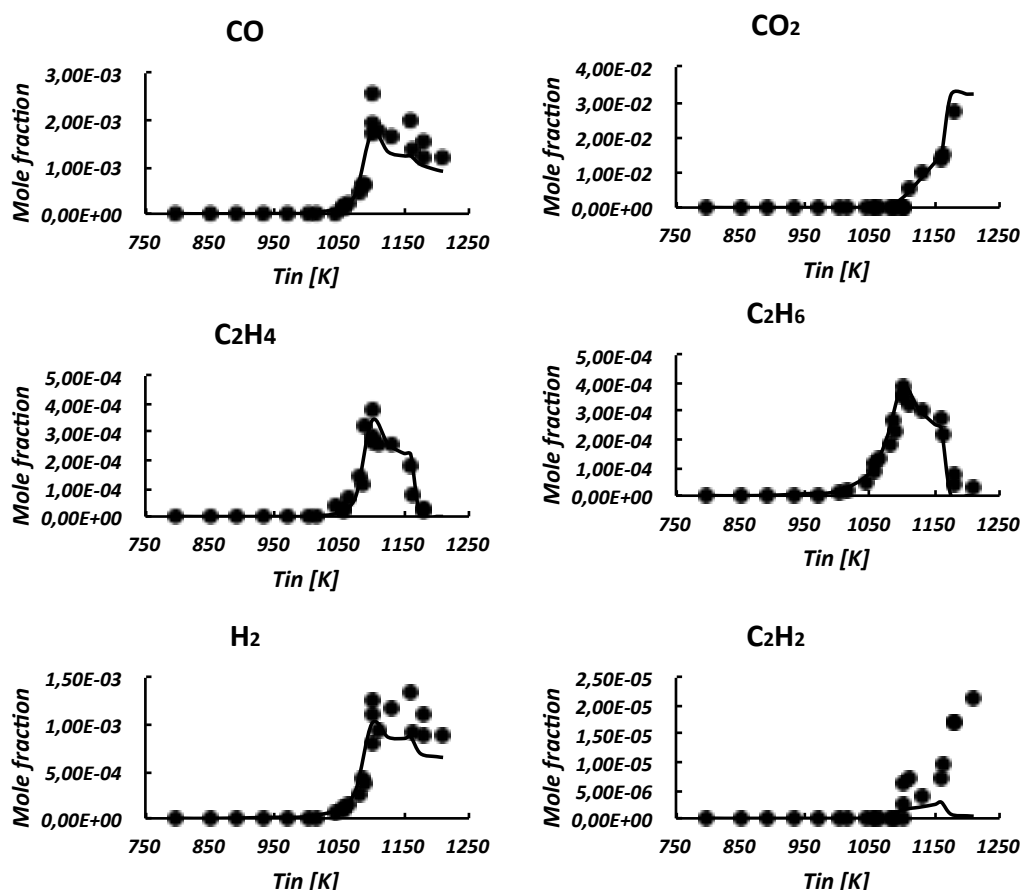 CO
Mole fraction
3,00E-03
2,00E-03
1,00E-03
0,00E+00
750 850 950 1050 1150 1250
Tin [K]
CO2
Mole fraction
4,00E-02
3,00E-02
2,00E-02
1,00E-02
0,00E+00
750 850 950 1050 1150 1250
Tin [K]
C2H4
Mole fraction
5,00E-04
4,00E-04
3,00E-04
2,00E-04
1,00E-04
0,00E+00
750 850 950 1050 1150 1250
Tin [K]
C2H6
Mole fraction
5,00E-04
4,00E-04
3,00E-04
2,00E-04
1,00E-04
0,00E+00
750 850 950 1050 1150 1250
Tin [K]
H2
Mole fraction
1,50E-03
1,00E-03
5,00E-04
0,00E+00
750 850 950 1050 1150 1250
Tin [K]
C2H2
Mole fraction
2,50E-05
2,00E-05
1,50E-05
1,00E-05
5,00E-06
0,00E+00
750 850 950 1050 1150 1250
Tin [K]